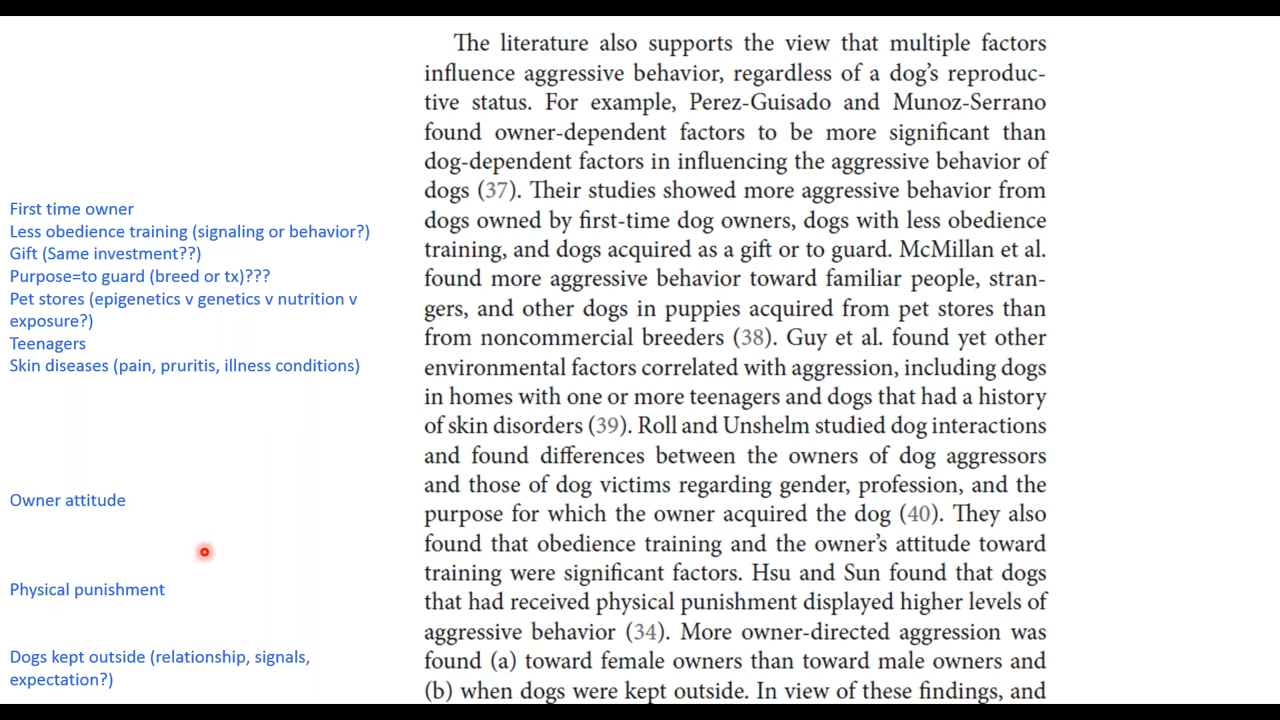 First time owner
Less obedience training (signaling or behavior?)
Gift (Same investment??)
Purpose=to guard (breed or tx)???
Pet stores (epigenetics v genetics v nutrition v
exposure?)
Teenagers
Skin diseases (pain, pruritis, illness conditions)
Owner attitude
Physical punishment
Dogs kept outside (relationship, signals,
expectation?)
The literature also supports the view that multiple factors
influence aggressive behavior, regardless of a dog's reproduc-
tive status. For example, Perez-Guisado and Munoz-Serrano
found owner-dependent factors to be more significant than
dog-dependent factors in influencing the aggressive behavior of
dogs (37). Their studies showed more aggressive behavior from
dogs owned by first-time dog owners, dogs with less obedience
training, and dogs acquired as a gift or to guard. McMillan et al.
found more aggressive behavior toward familiar people, stran-
gers, and other dogs in puppies acquired from pet stores than
from noncommercial breeders (38). Guy et al. found yet other
environmental factors correlated with aggression, including dogs
in homes with one or more teenagers and dogs that had a history
of skin disorders (39). Roll and Unshelm studied dog interactions
and found differences between the owners of dog aggressors
and those of dog victims regarding gender, profession, and the
purpose for which the owner acquired the dog (40). They also
found that obedience training and the owner's attitude toward
training were significant factors. Hsu and Sun found that dogs
that had received physical punishment displayed higher levels of
aggressive behavior (34). More owner-directed aggression was
found (a) toward female owners than toward male owners and
(b) when dogs were kept outside. In view of these findings, and